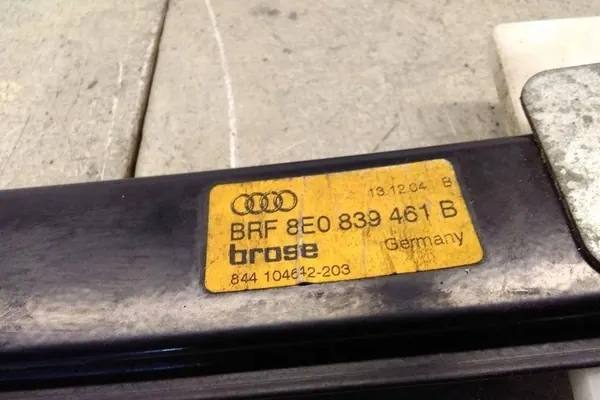 13.12.04 B
BRF 8E0 839 461 B
brose Germany
844 104642-203